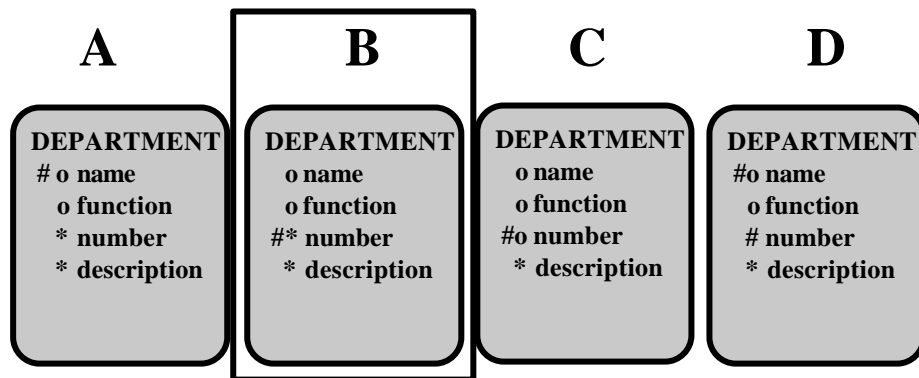 A
B
C
D
DEPARTMENT
# o name
o function
* number
* description
DEPARTMENT
o name
o function
#* number
* description
DEPARTMENT
o name
o function
#o number
* description
DEPARTMENT
#o name
o function
# number
* description